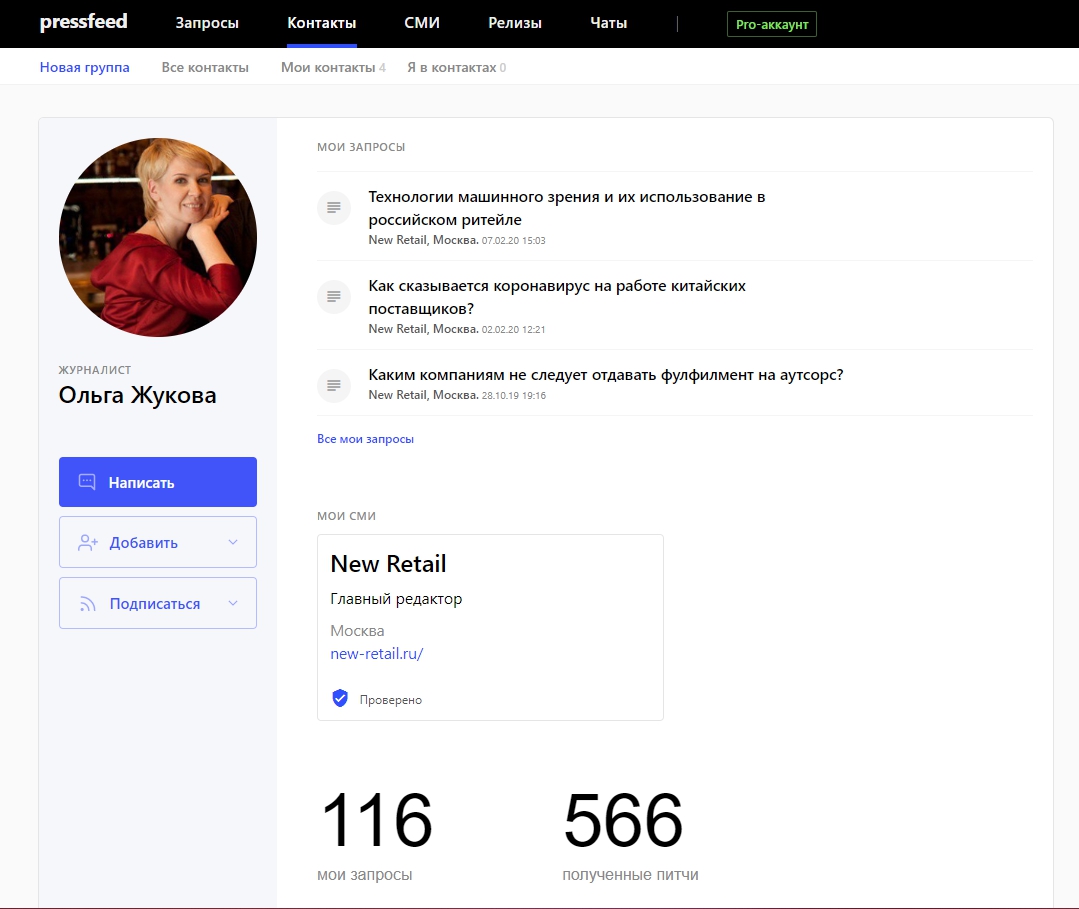 pressfeed Запросы Контакты СМИ Релизы Чаты Pro-аккаунт
Новая группа Все контакты Мои контакты 4 Я в контактах 0
ЖУРНАЛИСТ
Ольга Жукова
Написать
Добавить
Подписаться
МОИ ЗАПРОСЫ
Технологии машинного зрения и их использование в
российском ритейле
New Retail, Москва. 07.02.20 15:03
Как сказывается коронавирус на работе китайских
поставщиков?
New Retail, Москва. 02.02.20 12:21
Каким компаниям не следует отдавать фулфилмент на аутсорс?
New Retail, Москва. 28.10.19 19:16
Все мои запросы
МОИ СМИ
New Retail
Главный редактор
Москва
new-retail.ru/
Проверено
116 566
мои запросы полученные питчи